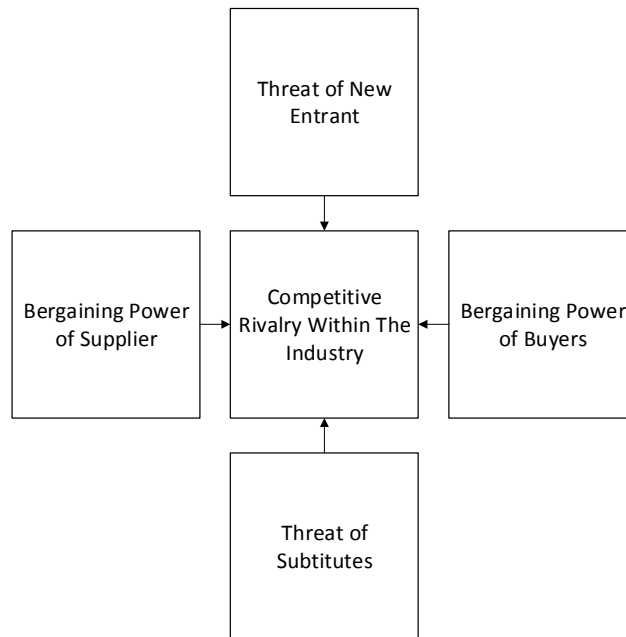 Threat of New
Entrant
Bergaining Power
of Supplier
Competitive
Rivalry Within The
Industry
Bergaining Power
of Buyers
Threat of
Subtitutes